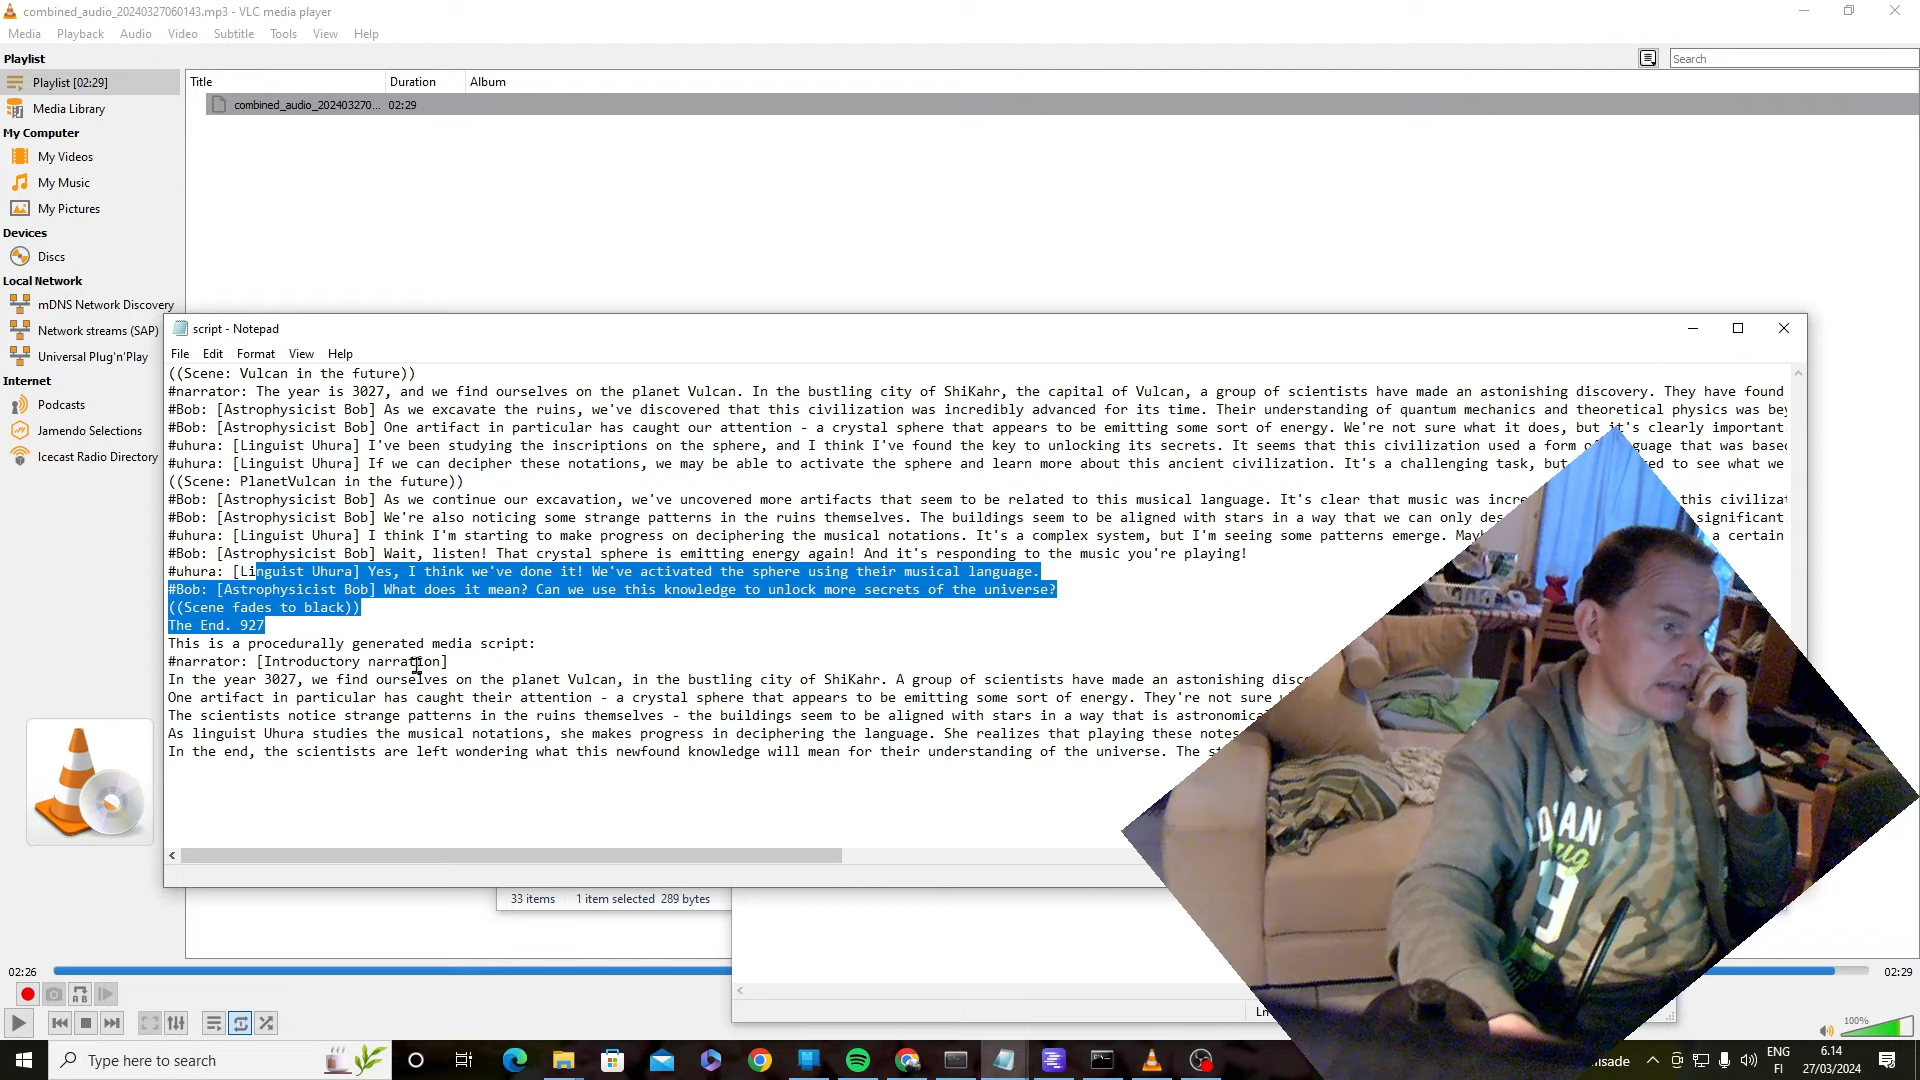 combined_audio_20240327060143.mp3 - VLC media player
Media Playback Audio Video Subtitle Tools View Help
Playlist
Search
Playlist [02:29]
Title Duration Album
combined_audio_202403270... 02:29
Media Library
My Computer
My Videos
My Music
My Pictures
Devices
Discs
Local Network
mDNS Network Discovery
Network streams (SAP)
Universal Plug'n'Play
Internet
Podcasts
Jamendo Selections
Icecast Radio Directory
script - Notepad
File Edit Format View Help
((Scene: Vulcan in the future))
#narrator: The year is 3027, and we find ourselves on the planet Vulcan. In the bustling city of ShiKahr, the capital of Vulcan, a group of scientists have made an astonishing discovery. They have found
#Bob: [Astrophysicist Bob] As we excavate the ruins, we've discovered that this civilization was incredibly advanced for its time. Their understanding of quantum mechanics and theoretical physics was bey
#Bob: [Astrophysicist Bob] One artifact in particular has caught our attention - a crystal sphere that appears to be emitting some sort of energy. We're not sure what it does, but it's clearly important
#uhura: [Linguist Uhura] I've been studying the inscriptions on the sphere, and I think I've found the key to unlocking its secrets. It seems that this civilization used a form of language that was based
#uhura: [Linguist Uhura] If we can decipher these notations, we may be able to activate the sphere and learn more about this ancient civilization. It's a challenging task, but to see what we
((Scene: PlanetVulcan in the future))
#Bob: [Astrophysicist Bob] As we continue our excavation, we've uncovered more artifacts that seem to be related to this musical language. It's clear that music was incre this civilizat
#Bob: [Astrophysicist Bob] We're also noticing some strange patterns in the ruins themselves. The buildings seem to be aligned with stars in a way that we can only des significant
#uhura: [Linguist Uhura] I think I'm starting to make progress on deciphering the musical notations. It's a complex system, but I'm seeing some patterns emerge. May a certain
#Bob: [Astrophysicist Bob] Wait, listen! That crystal sphere is emitting energy again! And it's responding to the music you're playing!
#uhura: [Linguist Uhura] Yes, I think we've done it! We've activated the sphere using their musical language.
#Bob: [Astrophysicist Bob] What does it mean? Can we use this knowledge to unlock more secrets of the universe?
((Scene fades to black))
The End. 927
This is a procedurally generated media script:
#narrator: [Introductory narration]
In the year 3027, we find ourselves on the planet Vulcan, in the bustling city of ShiKahr. A group of scientists have made an astonishing disc
One artifact in particular has caught their attention - a crystal sphere that appears to be emitting some sort of energy. They're not sure
The scientists notice strange patterns in the ruins themselves - the buildings seem to be aligned with stars in a way that is astronomica
As linguist Uhura studies the musical notations, she makes progress in deciphering the language. She realizes that playing these notes
In the end, the scientists are left wondering what this newfound knowledge will mean for their understanding of the universe. The s
33 items 1 item selected 289 bytes
02:26
02:29
Ln
100%
Type here to search
ENG
FI
6.14
27/03/2024